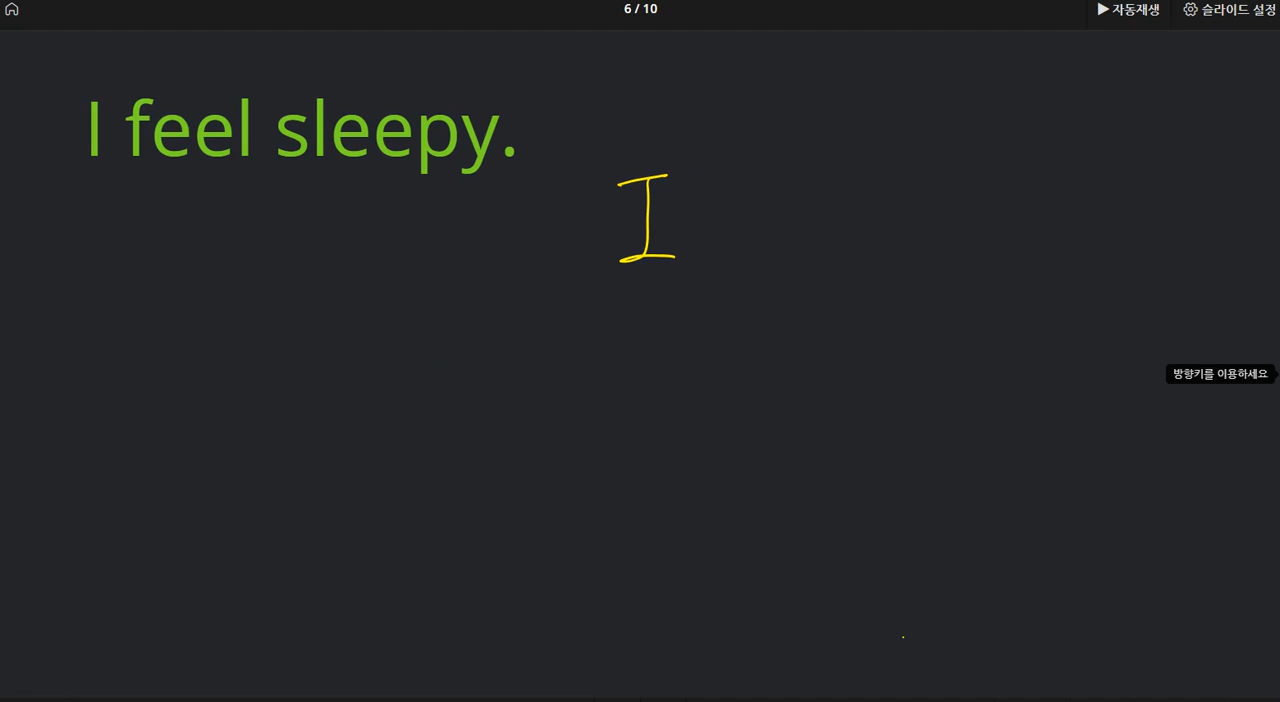 6 / 10
▶ 자동재생
슬라이드 설정
I feel sleepy.
I
방향키를 이용하세요